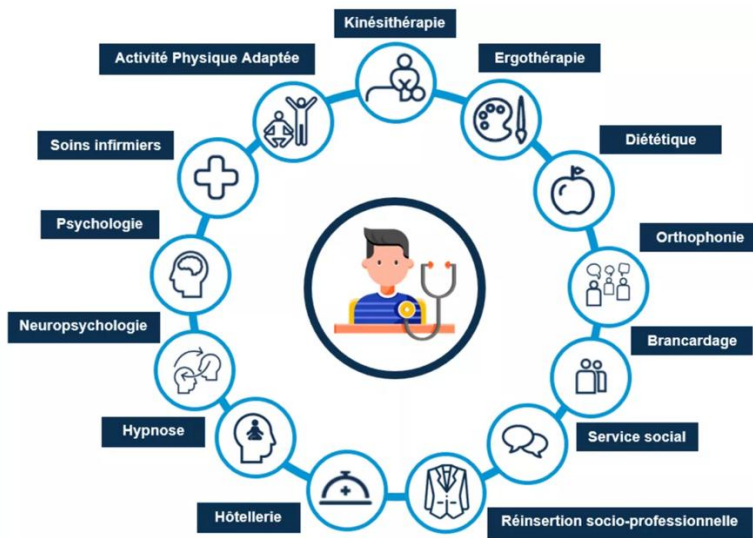 Kinésithérapie
Activité Physique Adaptée
Ergothérapie
Soins infirmiers
Diététique
Psychologie
Orthophonie
Neuropsychologie
Brancardage
Hypnose
Service social
Hôtellerie
Réinsertion socio-professionnelle